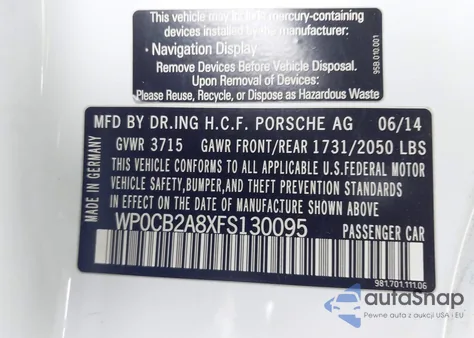 This vehicle may mercury-containing
devices installed by the manufacturer:
· Navigation Display
Remove Devices Before Vehicle Disposal.
Upon Removal of Devices:
Please Reuse, Recycle, or Dispose as Hazardous Waste
95B.010.001
MFD BY DR.ING H.C.F. PORSCHE AG 06/14
GVWR 3715 GAWR FRONT/REAR 1731/2050 LBS
THIS VEHICLE CONFORMS TO ALL APPLICABLE U.S.FEDERAL MOTOR
VEHICLE SAFETY,BUMPER,AND THEFT PREVENTION STANDARDS
IN EFFECT ON THE DATE OF MANUFACTURE SHOWN ABOVE.
WP0CB2A8XFS130095 PASSENGER CAR
MADE IN GERMANY
981.701.111.06
autosnap
Pewne auta z aukcji USA i EU